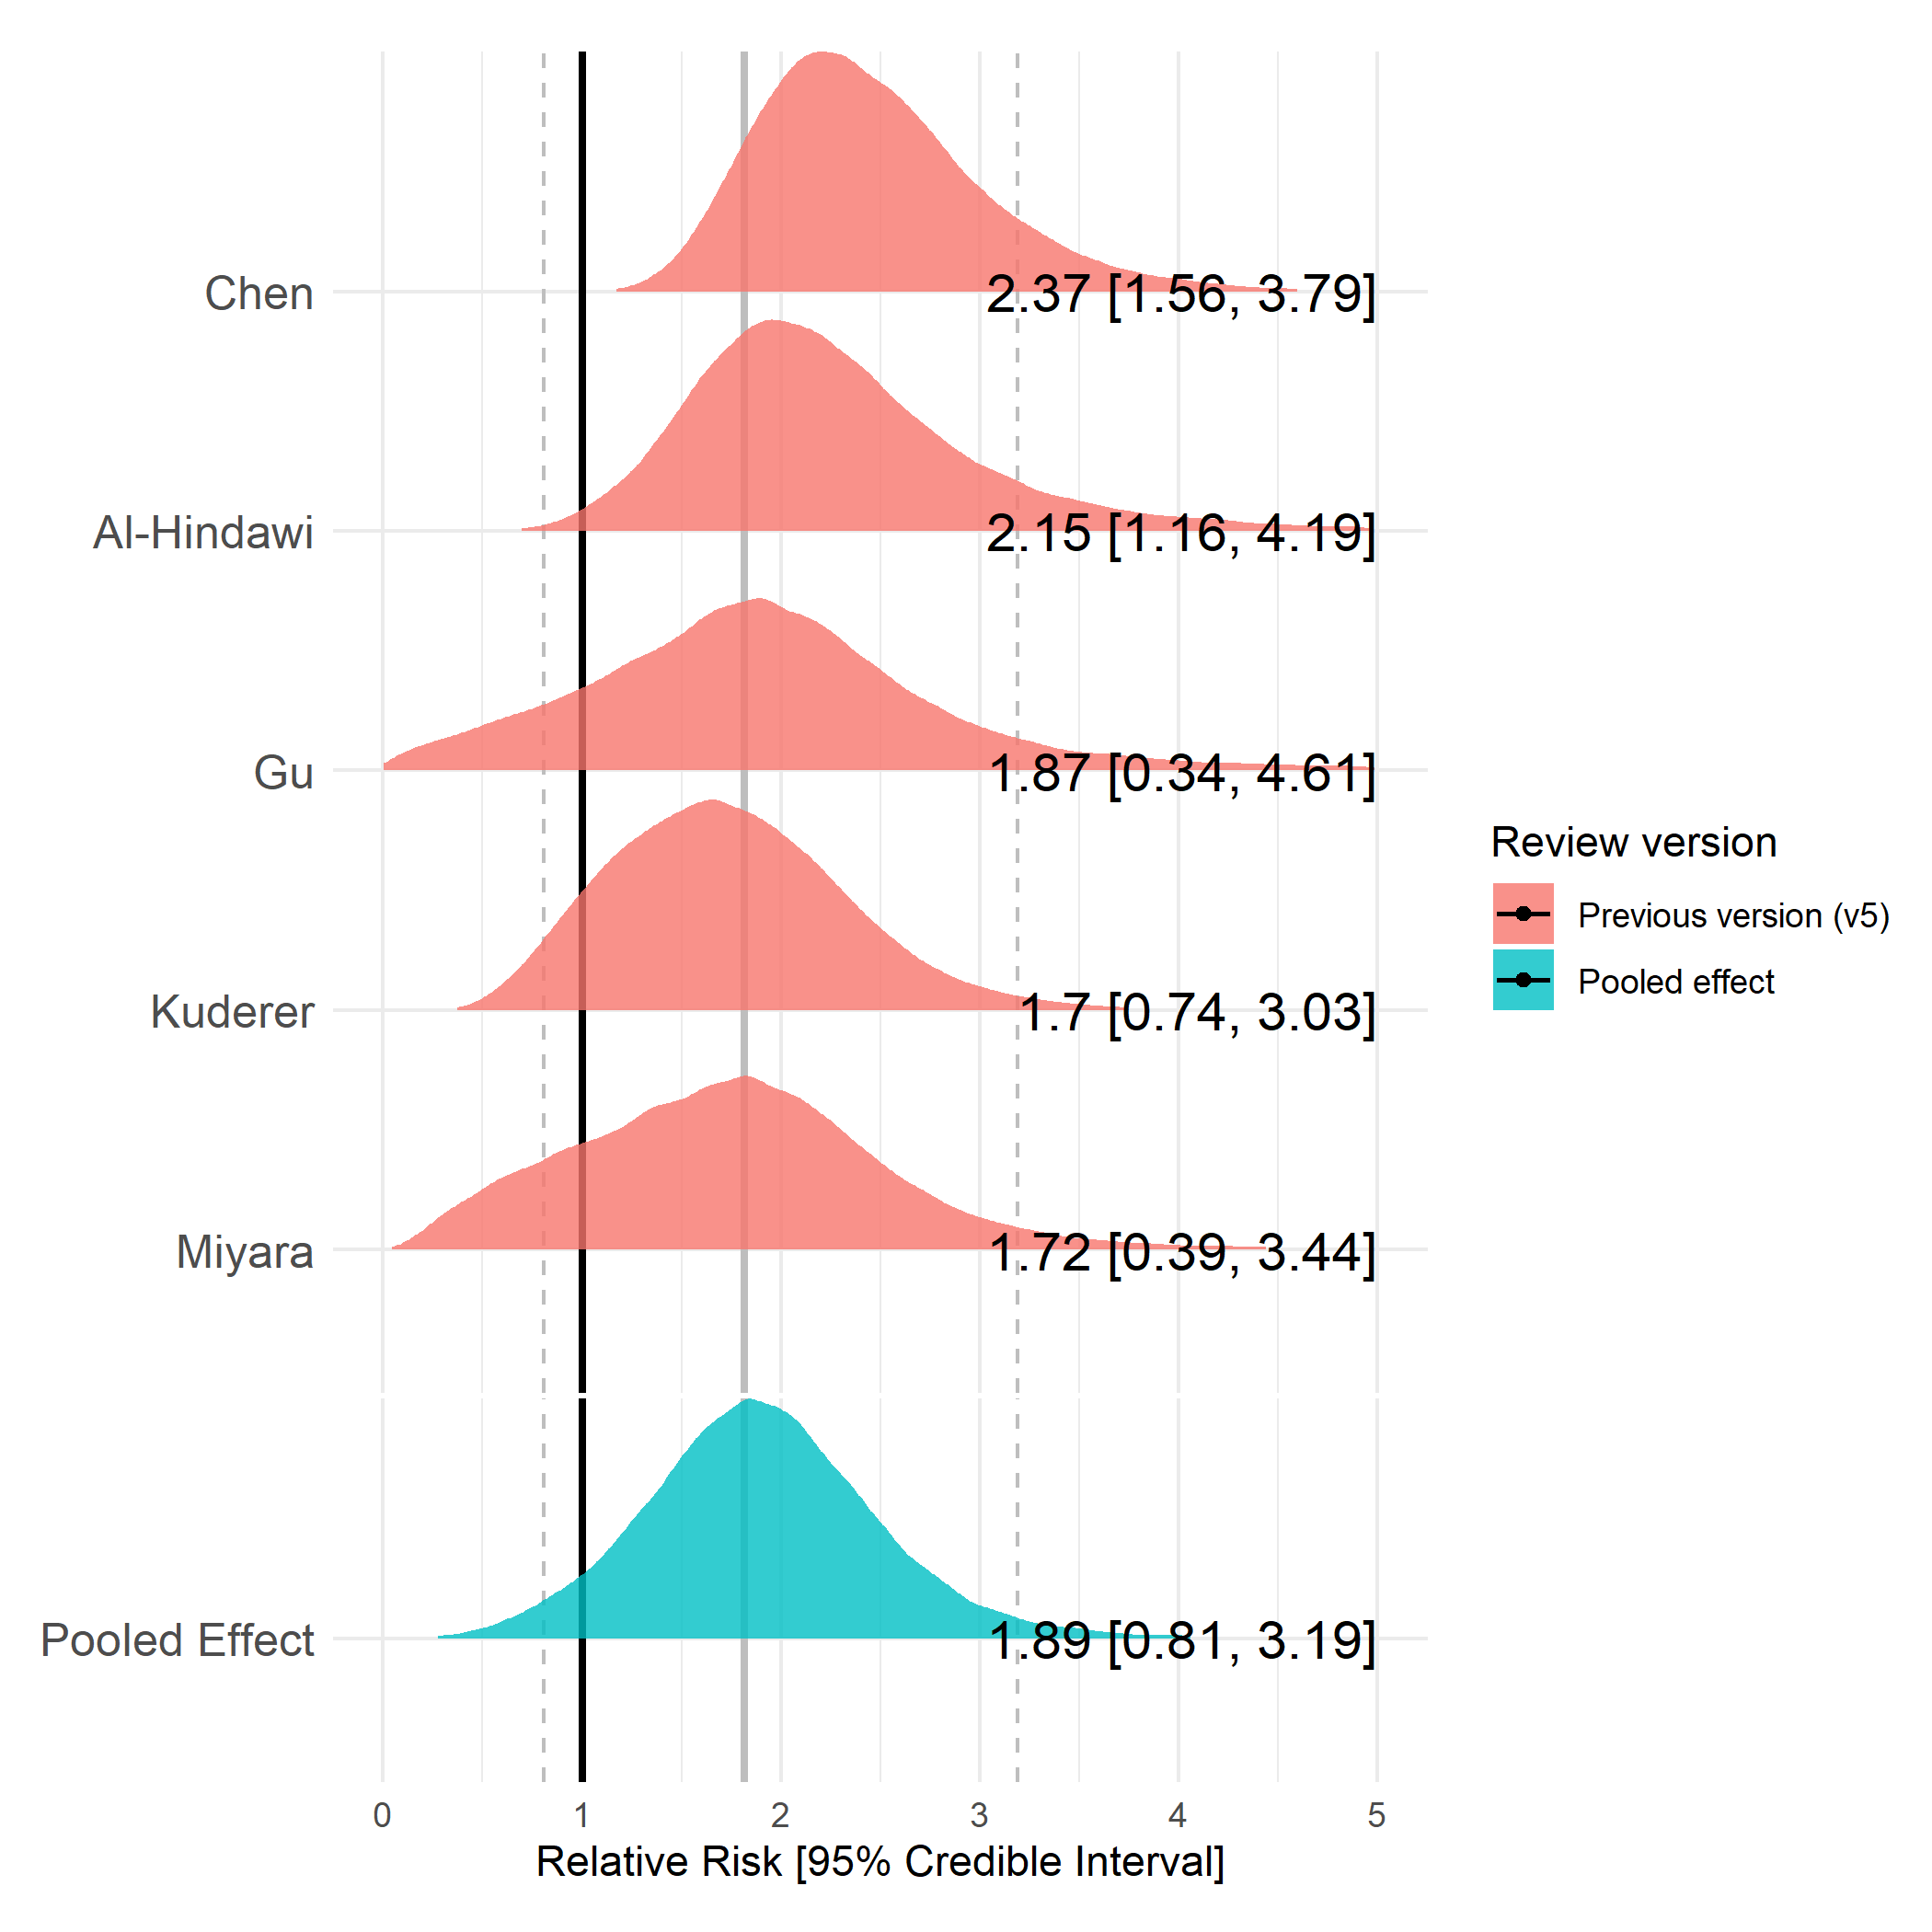 Chen
2.37 [1.56, 3.79]
Al-Hindawi
2.15 [1.16, 4.19]
Gu
1.87 [0.34, 4.61]
Kuderer
1.7 [0.74, 3.03]
Miyara
1.72 [0.39, 3.44]
Pooled Effect
1.89 [0.81, 3.19]
0 1 2 3 4 5
Relative Risk [95% Credible Interval]
Review version
Previous version (v5)
Pooled effect